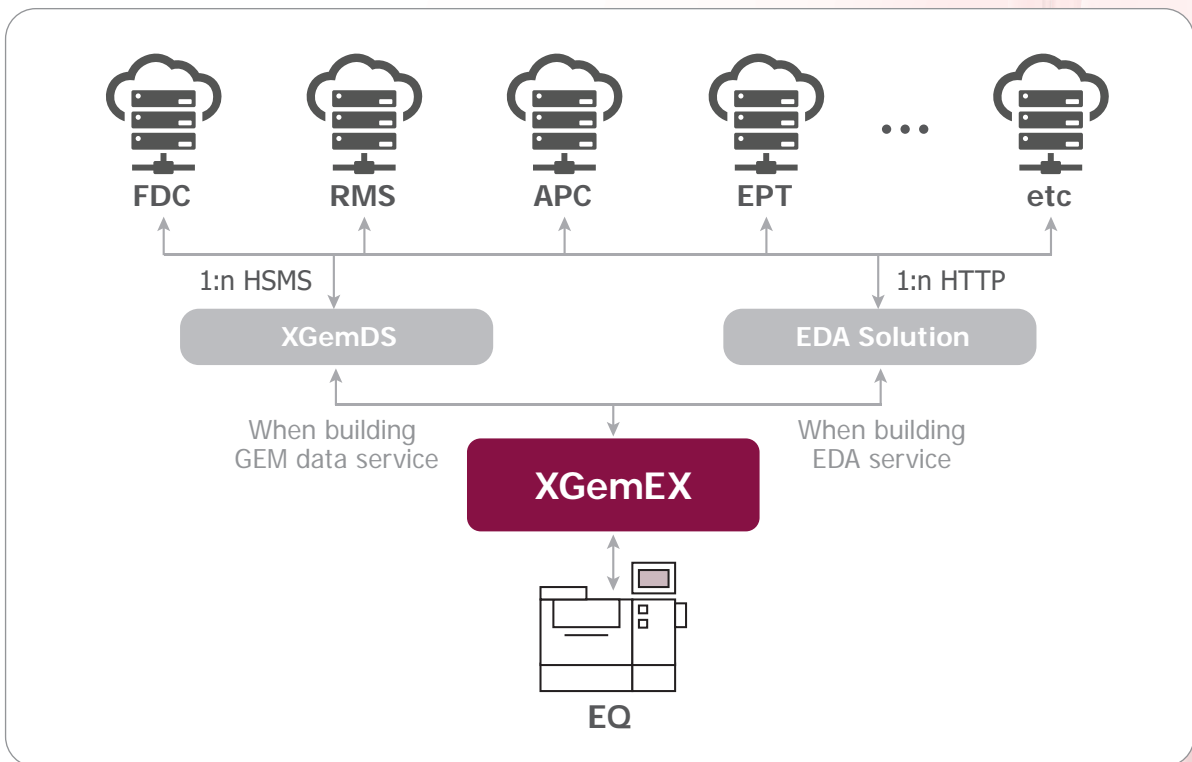 FDC
RMS
APC
EPT
...
etc
1:n HSMS
1:n HTTP
XGemDS
EDA Solution
When building
GEM data service
When building
EDA service
XGemEX
EQ